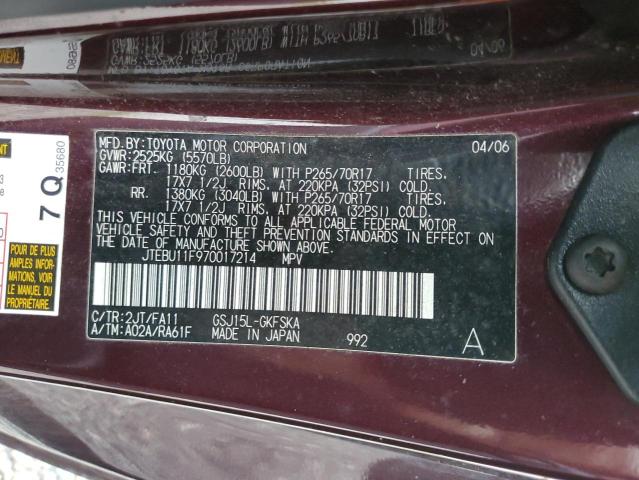 MFD.BY:TOYOTA MOTOR CORPORATION 04/06
GVWR:2525KG (5570LB)
GAWR:FRT. 1180KG (2600LB) WITH P265/70R17 TIRES.
17X7 1/2J RIMS, AT 220KPA (32PSI) COLD.
RR. 1380KG (3040LB) WITH P265/70R17 TIRES.
17X7 1/2J RIMS, AT 220KPA (32PSI) COLD.
THIS VEHICLE CONFORMS TO ALL APPLICABLE FEDERAL MOTOR
VEHICLE SAFETY AND THEFT PREVENTION STANDARDS IN EFFECT
ON THE DATE OF MANUFACTURE SHOWN ABOVE.
JTEBU11F970017214 MPV
C/TR:2JT/FA11 GSJ15L-GKFSKA
A/TM:A02A/RA61F MADE IN JAPAN 992 A
7 Q 35680
POUR DE PLUS
AMPLES INFOS,
LIRE LE MANUEL
DU
Propriétaire.